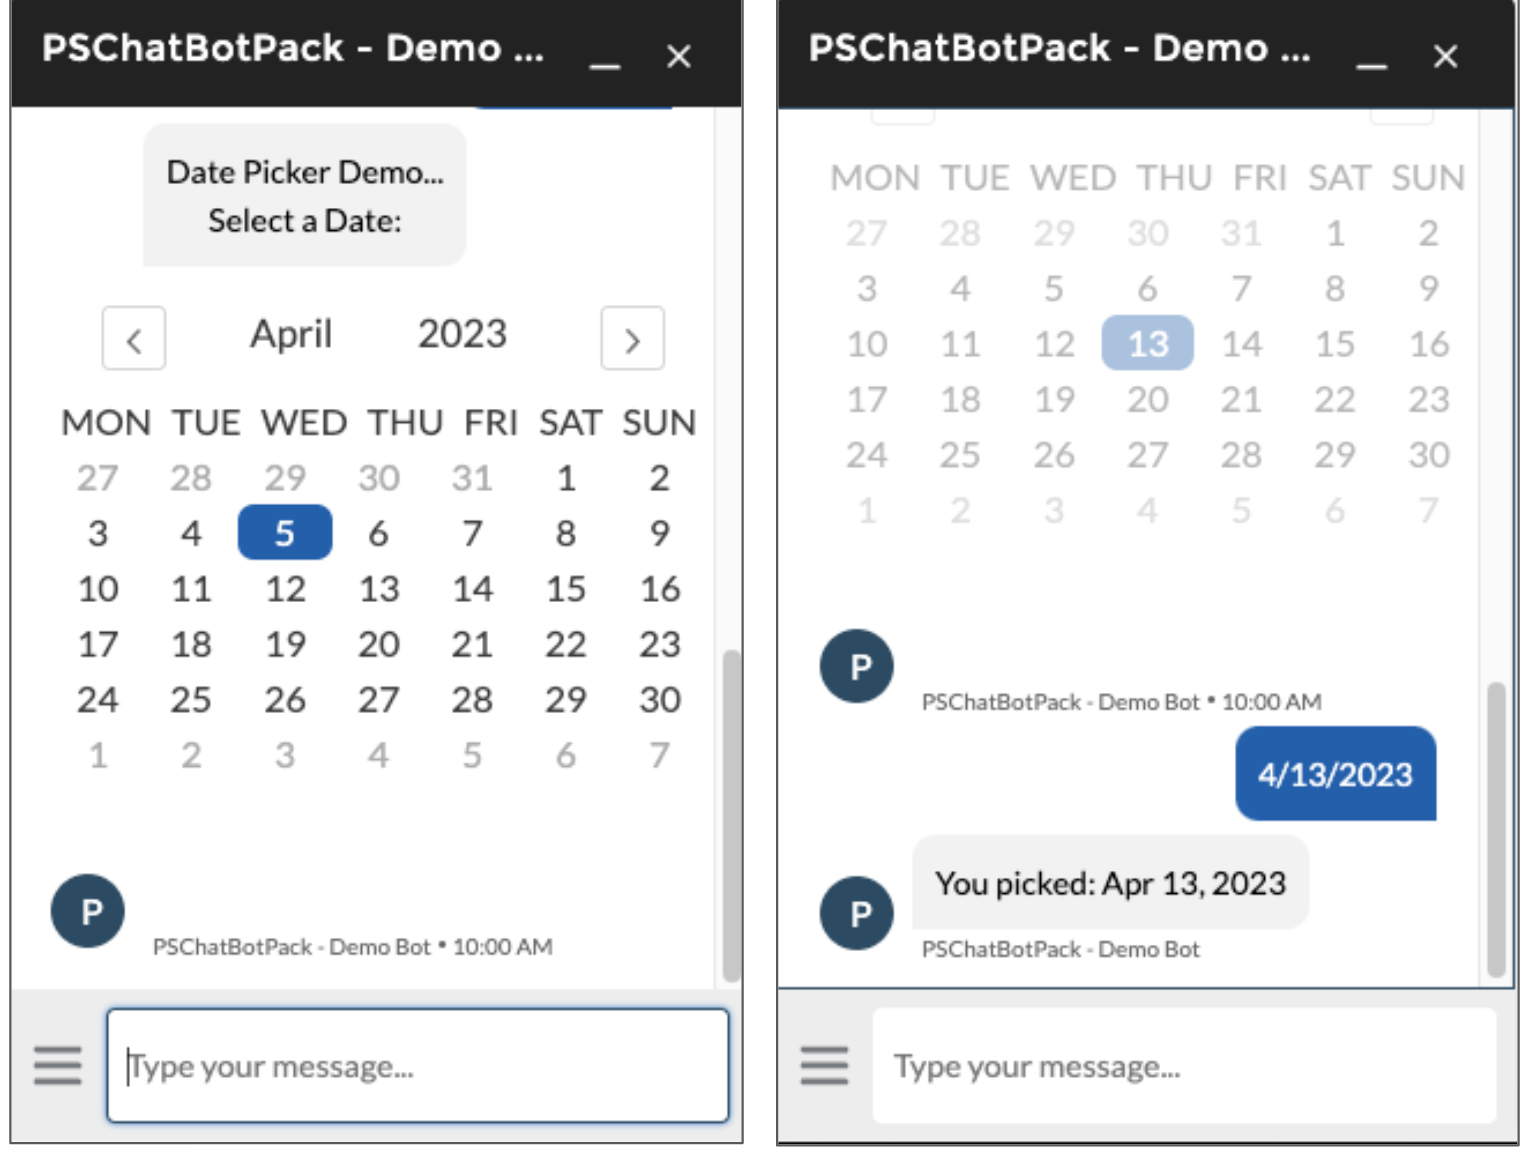 PSChatBotPack - Demo ...
Date Picker Demo...
Select a Date:
April 2023
MON TUE WED THU FRI SAT SUN
27 28 29 30 31 1 2
3 4 5 6 7 8 9
10 11 12 13 14 15 16
17 18 19 20 21 22 23
24 25 26 27 28 29 30
1 2 3 4 5 6 7
P
PSChatBotPack - Demo Bot • 10:00 AM
Type your message...
PSChatBotPack - Demo ...
MON TUE WED THU FRI SAT SUN
27 28 29 30 31 1 2
3 4 5 6 7 8 9
10 11 12 13 14 15 16
17 18 19 20 21 22 23
24 25 26 27 28 29 30
1 2 3 4 5 6 7
P
PSChatBotPack - Demo Bot • 10:00 AM
4/13/2023
You picked: Apr 13, 2023
P
PSChatBotPack - Demo Bot
Type your message...